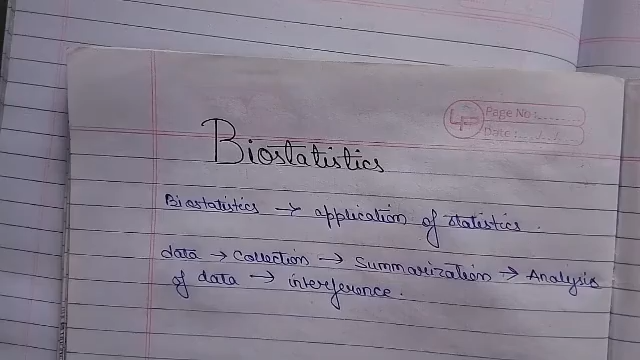 Page No:.......
Date:.......
Biostatistics
Biostatistics → application of statistics.
data → Collection → Summarization → Analysis
of data → interference.